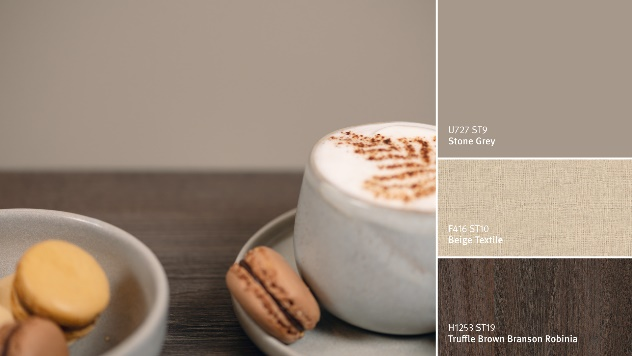 U727 ST9
Stone Grey
F416 ST10
Beige Textile
H1253 ST19
Truffle Brown Branson Robinia